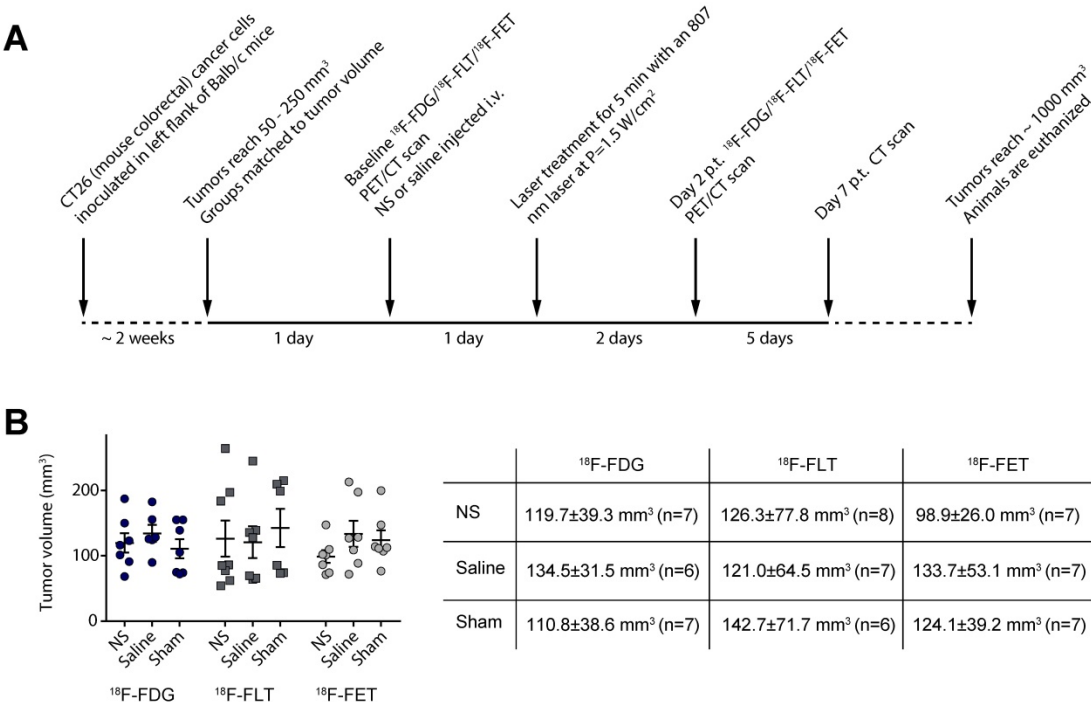 A
CT26 (mouse colorectal) cancer cells
inoculated in left flank of Balb/c mice
Tumors reach 50 - 250 mm³
Groups matched to tumor volume
Baseline ¹⁸F-FDG/¹⁸F-FLT/¹⁸F-FET
PET/CT scan
NS or saline injected i.v.
Laser treatment for 5 min with an 807
nm laser at P=1.5 W/cm²
Day 2 p.t. ¹⁸F-FDG/¹⁸F-FLT/¹⁸F-FET
PET/CT scan
Day 7 p.t. CT scan
Tumors reach ~ 1000 mm³
Animals are euthanized
~ 2 weeks 1 day 1 day 2 days 5 days
B
Tumor volume (mm³)
200
100
0
NS Saline Sham NS Saline Sham NS Saline Sham
¹⁸F-FDG ¹⁸F-FLT ¹⁸F-FET
¹⁸F-FDG ¹⁸F-FLT ¹⁸F-FET
NS 119.7±39.3 mm³ (n=7) 126.3±77.8 mm³ (n=8) 98.9±26.0 mm³ (n=7)
Saline 134.5±31.5 mm³ (n=6) 121.0±64.5 mm³ (n=7) 133.7±53.1 mm³ (n=7)
Sham 110.8±38.6 mm³ (n=7) 142.7±71.7 mm³ (n=6) 124.1±39.2 mm³ (n=7)